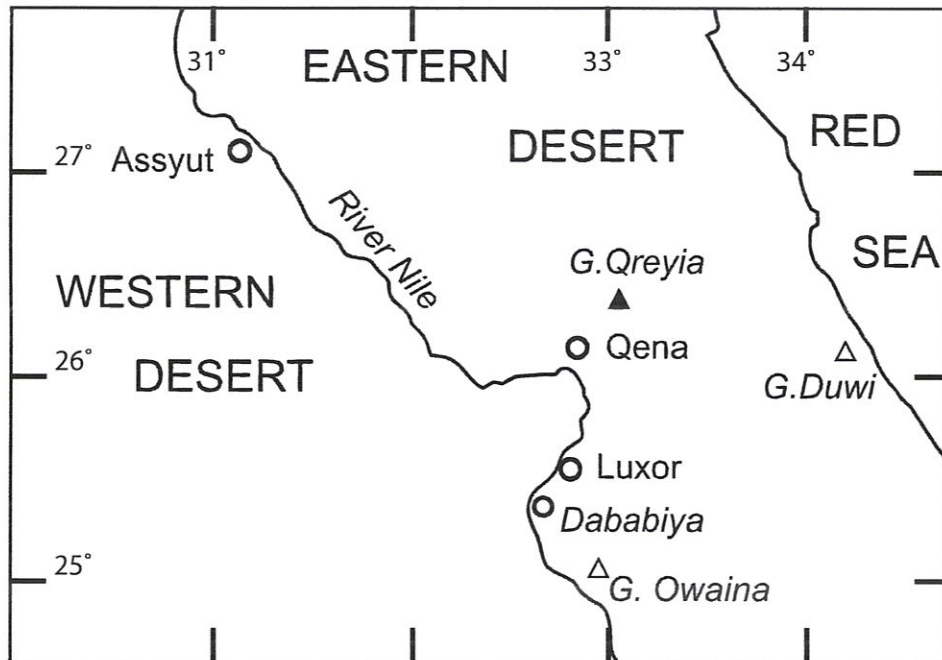 31°
33°
34°
EASTERN
DESERT
RED
SEA
27°
Assyut
River Nile
G.Qreyia
WESTERN
DESERT
Qena
26°
G.Duwi
Luxor
Dababiya
25°
G. Owaina